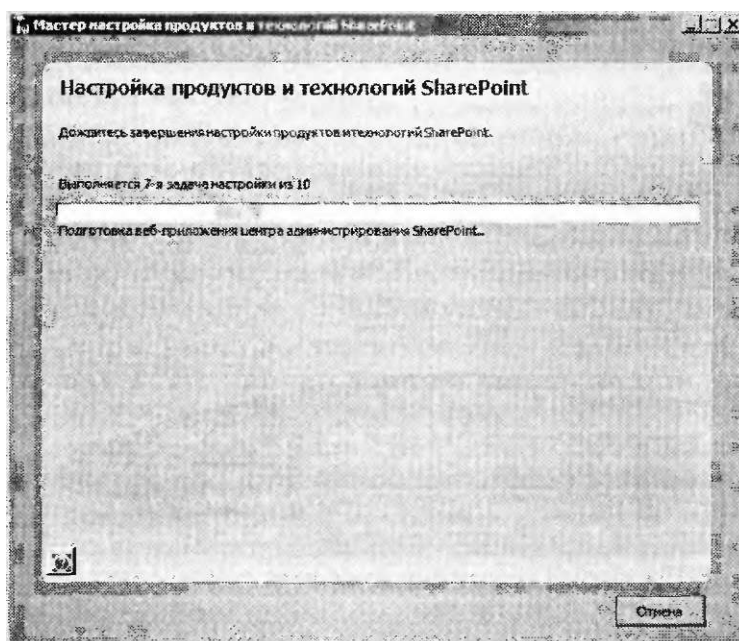 Мастер настройка продуктов и технологий SharePoint
Настройка продуктов и технологий SharePoint
Дождитесь завершения настройки продуктов и технологий SharePoint.
Выполняется 7-я задача настройки из 10
Подготовка веб-приложения центра администрирования SharePoint...
Отмена